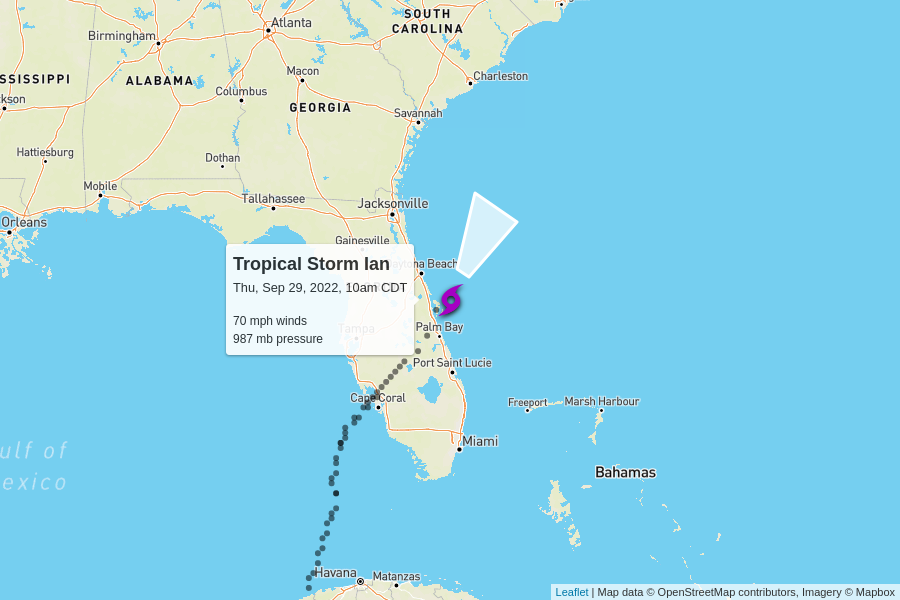 SOUTH
CAROLINA
Atlanta
Birmingham
SSISSIPPI
ALABAMA
Macon
Charleston
kson
Columbus
GEORGIA
Savannah
Hattiesburg
Dothan
Mobile
Tallahassee
Jacksonville
Orleans
Gainesville
Tropical Storm Ian
aytona Beach
Thu, Sep 29, 2022, 10am CDT
70 mph winds
987 mb pressure
Tampa
Palm Bay
Port Saint Lucie
Cape Coral
Freeport
Marsh Harbour
Miami
ulf of
exico
Bahamas
Havana
Matanzas
Leaflet | Map data © OpenStreetMap contributors, Imagery © Mapbox